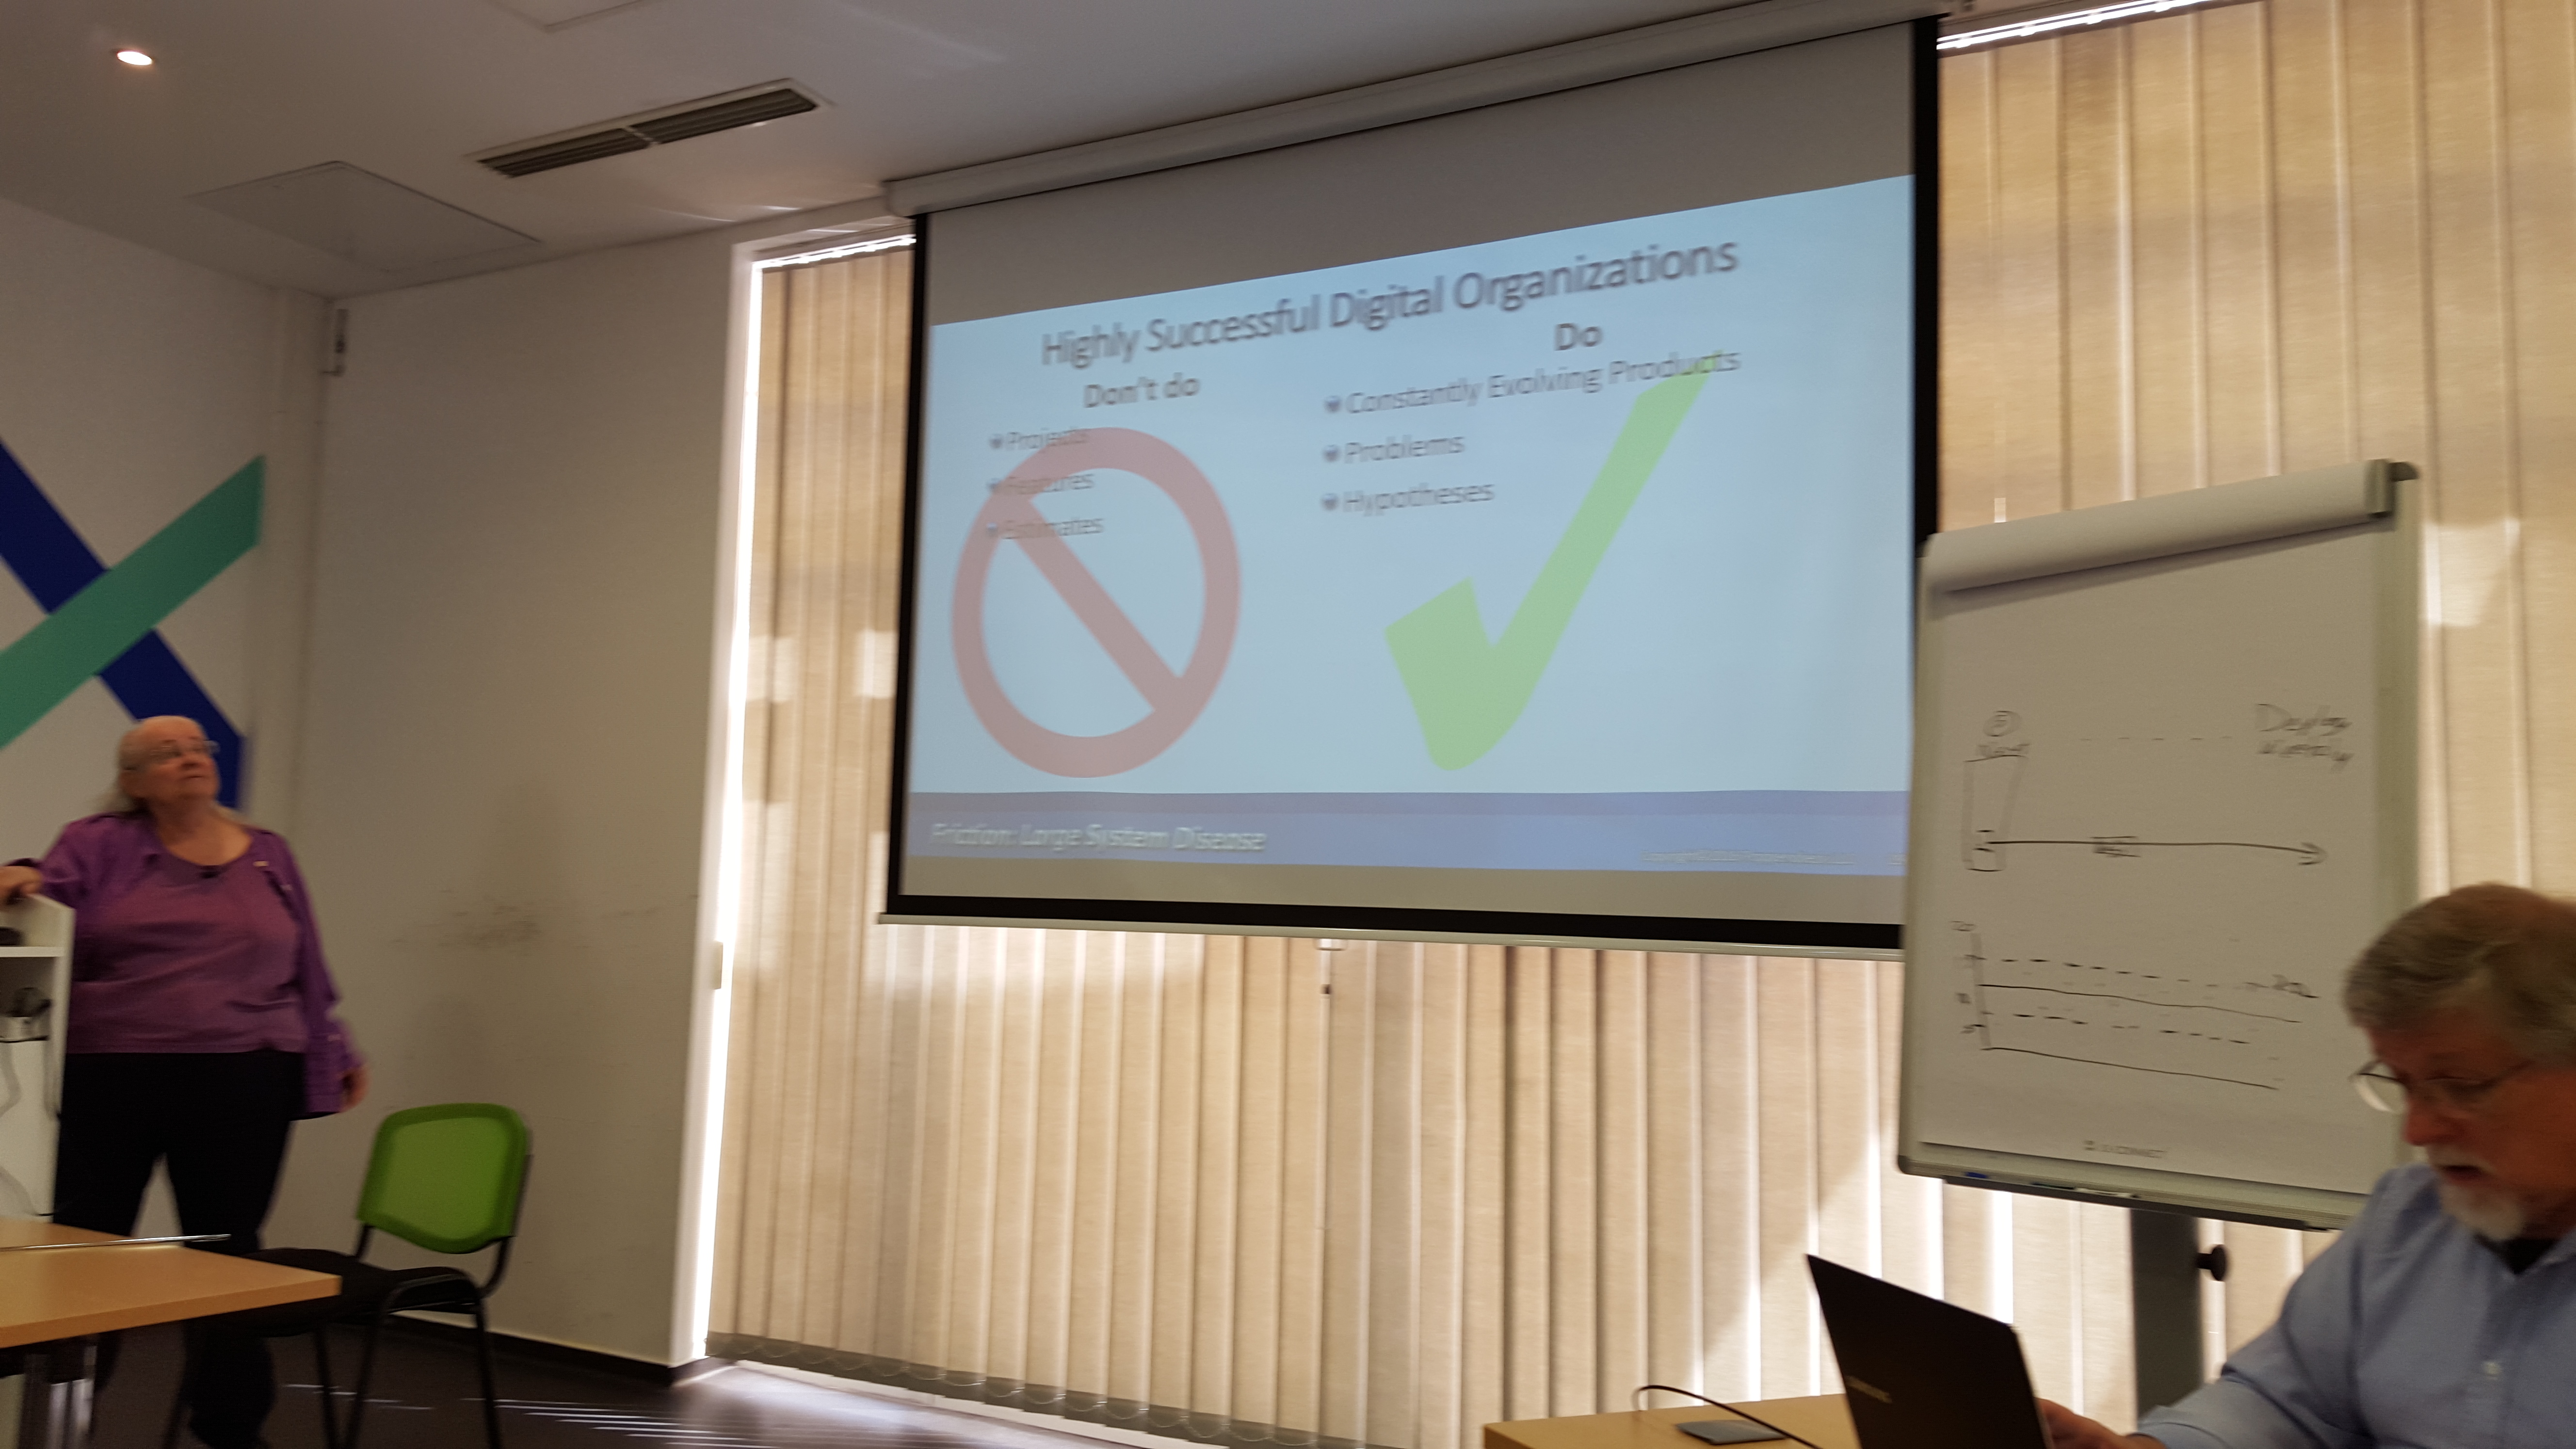 Highly Successful Digital Organizations
Don't do
• Projects
• Features
• Estimates
Do
• Constantly Evolving Products
• Problems
• Hypotheses
Friction: Large System Disease
Deploy
weekly
SAMSUNG